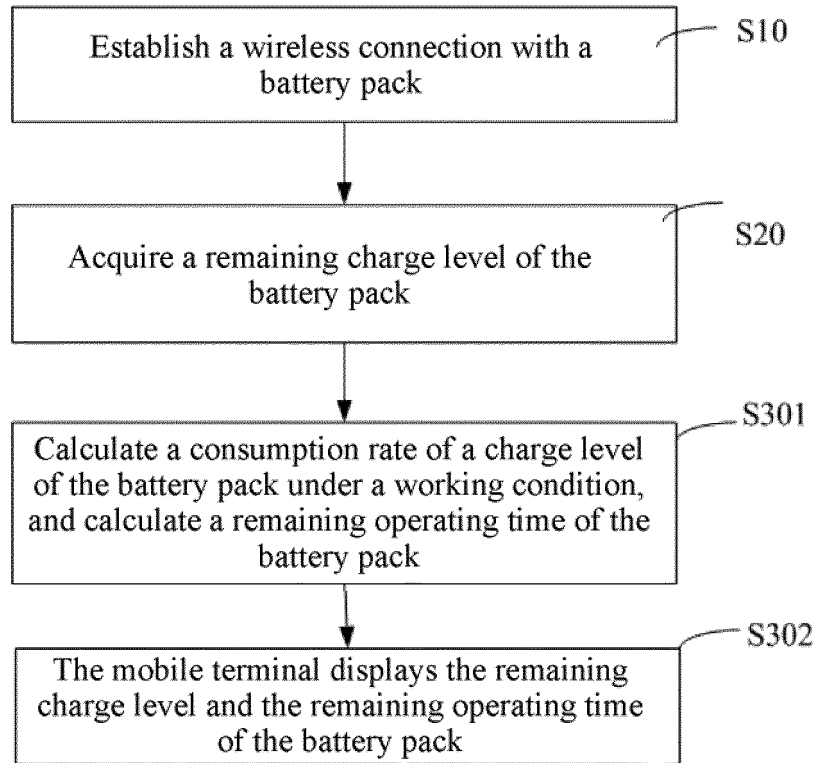 Establish a wireless connection with a
battery pack
S10
Acquire a remaining charge level of the
battery pack
S20
Calculate a consumption rate of a charge level
of the battery pack under a working condition,
and calculate a remaining operating time of the
battery pack
S301
The mobile terminal displays the remaining
charge level and the remaining operating time
of the battery pack
S302